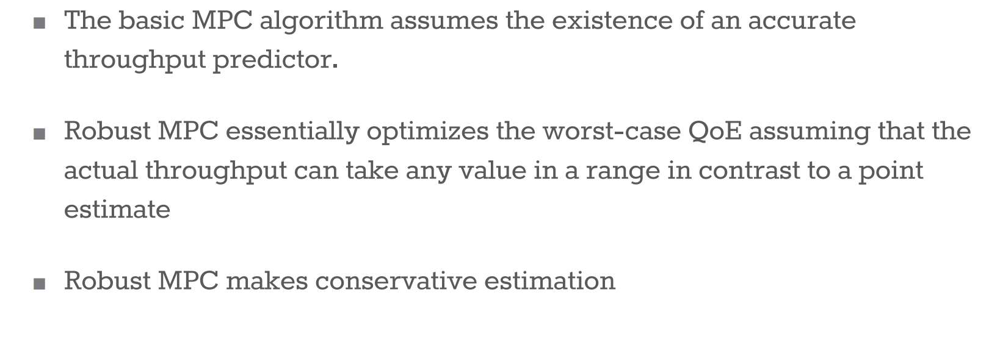 ■ The basic MPC algorithm assumes the existence of an accurate
throughput predictor.
■ Robust MPC essentially optimizes the worst-case QoE assuming that the
actual throughput can take any value in a range in contrast to a point
estimate
■ Robust MPC makes conservative estimation